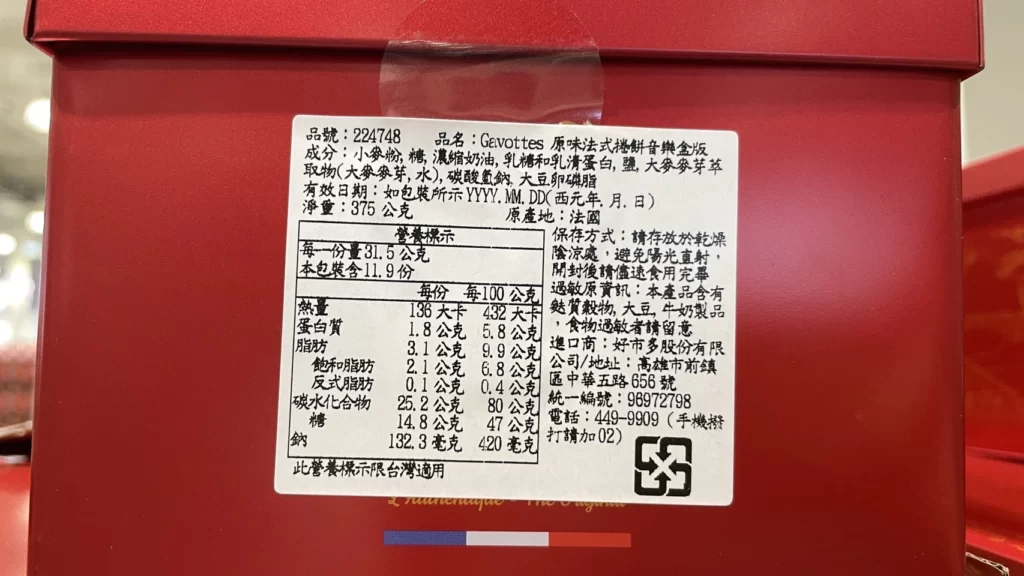 品號：224748 品名：Gavottes 原味法式捲餅音樂盒版
成分：小麥粉, 糖, 濃縮奶油, 乳糖和乳清蛋白, 鹽, 大麥麥芽萃
取物(大麥麥芽, 水), 碳酸氫鈉, 大豆卵磷脂
有效日期：如包裝所示 YYYY.MM.DD(西元年.月.日)
淨重：375 公克 原產地：法國
營養標示
每一份量31.5 公克
本包裝含11.9 份
每份 每100 公克
熱量 136 大卡 432 大卡
蛋白質 1.8 公克 5.8 公克
脂肪 3.1 公克 9.9 公克
飽和脂肪 2.1 公克 6.8 公克
反式脂肪 0.1 公克 0.4 公克
碳水化合物 25.2 公克 80 公克
糖 14.8 公克 47 公克
鈉 132.3 毫克 420 毫克
此營養標示限台灣適用
保存方式：請存放於乾燥
陰涼處，避免陽光直射，
開封後請儘速食用完畢
過敏原資訊：本產品含有
麩質穀物, 大豆, 牛奶製品
，食物過敏者請留意
進口商：好市多股份有限
公司/地址：高雄市前鎮
區中華五路 656 號
統一編號：96972798
電話：449-9909（手機撥
打請加 02）
L'Authentique - The Original